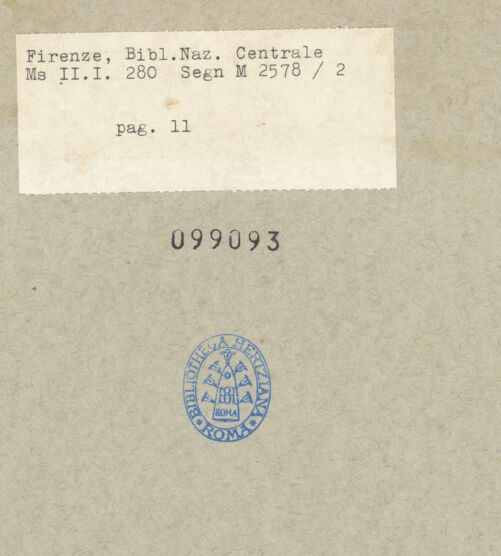 Firenze, Bibl.Naz. Centrale
Ms II.I. 280 Segn M 2578 / 2
pag. 11
099093
BIBLIOTHECA HERTZIANA
ROMA
*ROMA*